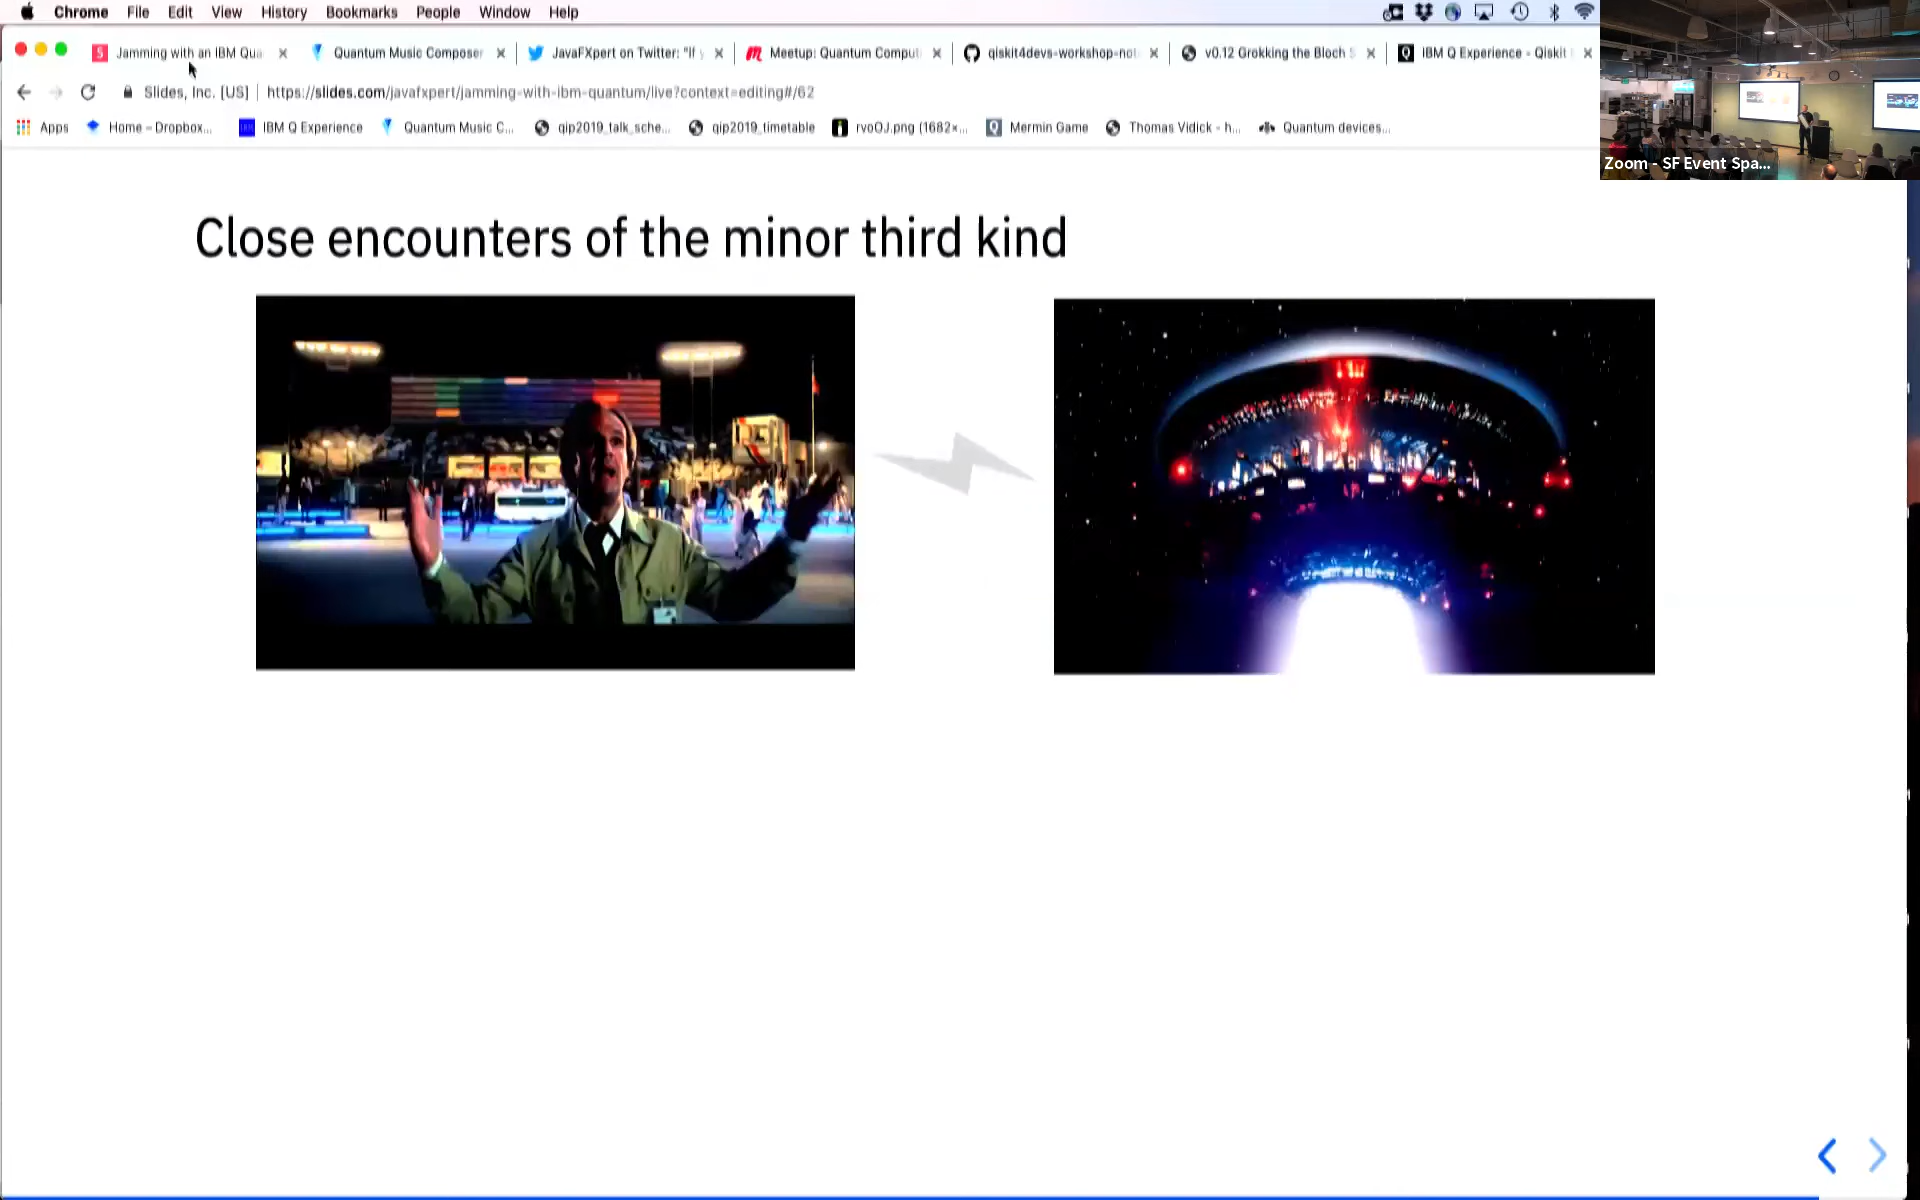 Chrome File Edit View History Bookmarks People Window Help
Jamming with an IBM Qua
Quantum Music Composer
JavaFXpert on Twitter: "If y
Meetup: Quantum Comput
qiskit4devs-workshop-not
v0.12 Grokking the Bloch S
IBM Q Experience - Qiskit
Slides, Inc. [US] https://slides.com/javafxpert/jamming-with-ibm-quantum/live?context=editing#/62
Apps Home – Dropbox... IBM Q Experience Quantum Music C... qip2019_talk_sche... qip2019_timetable rvoOJ.png (1682×... Mermin Game Thomas Vidick - h... Quantum devices...
Zoom - SF Event Spa...
Close encounters of the minor third kind